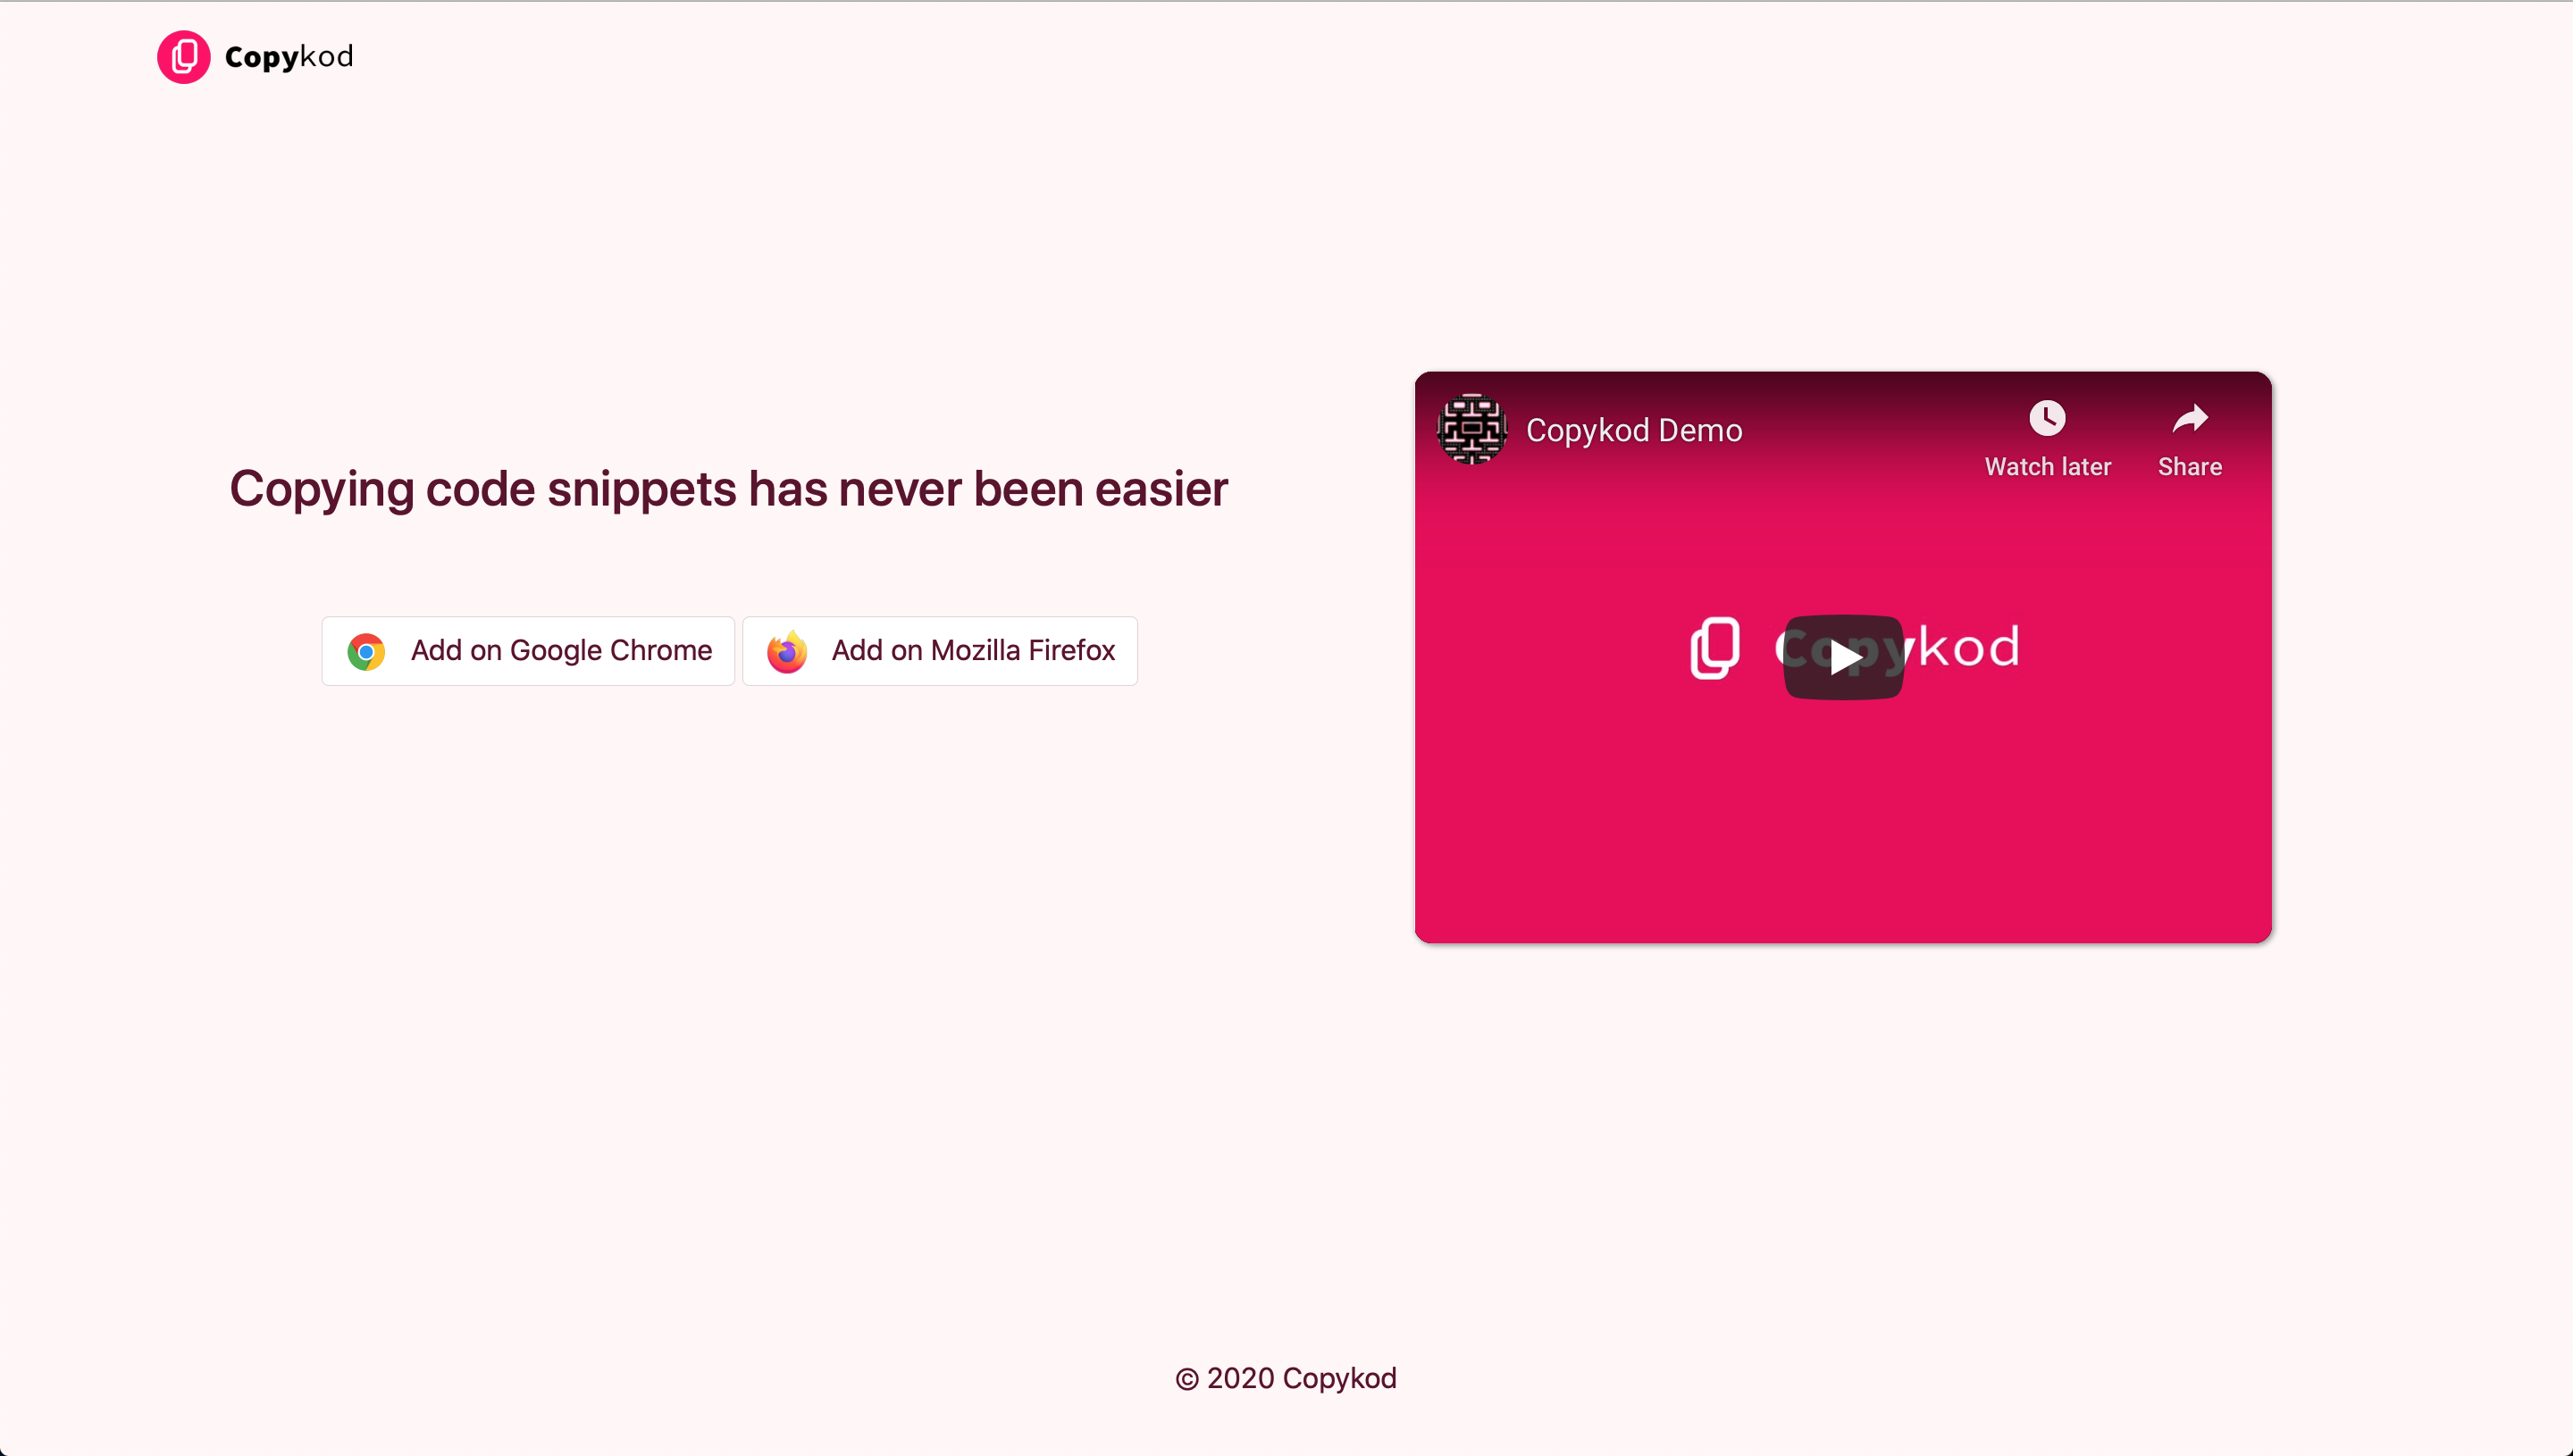 Copykod
Copying code snippets has never been easier
Add on Google Chrome
Add on Mozilla Firefox
Copykod Demo
Watch later
Share
Copykod
© 2020 Copykod